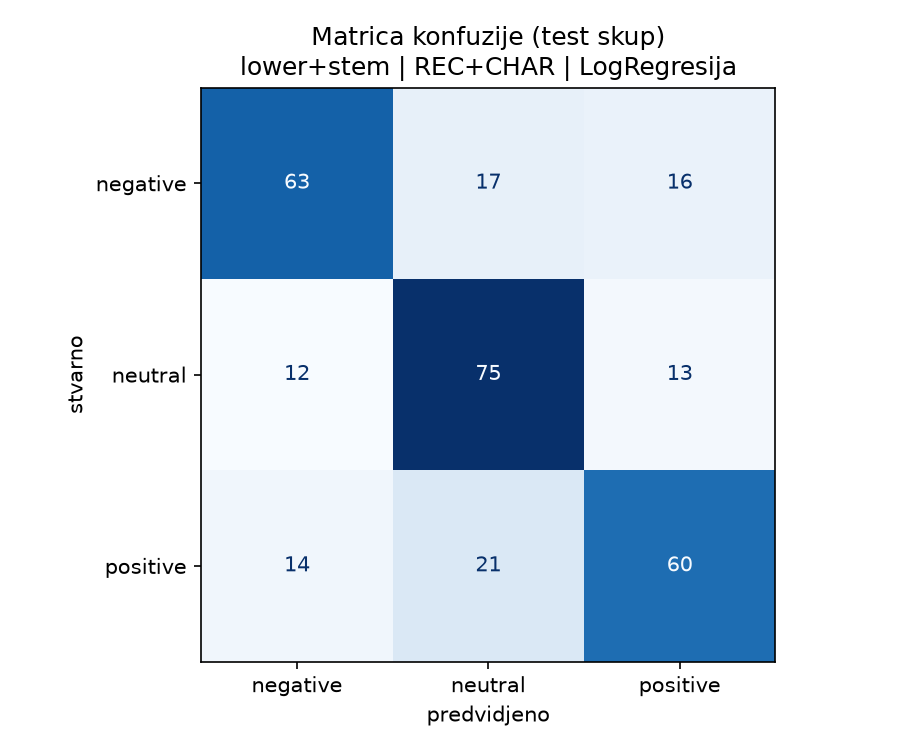 Matrica konfuzije (test skup)
lower+stem | REC+CHAR | LogRegresija
negative
63
17
16
neutral
12
75
13
positive
14
21
60
stvarno
negative
neutral
positive
predvidjeno